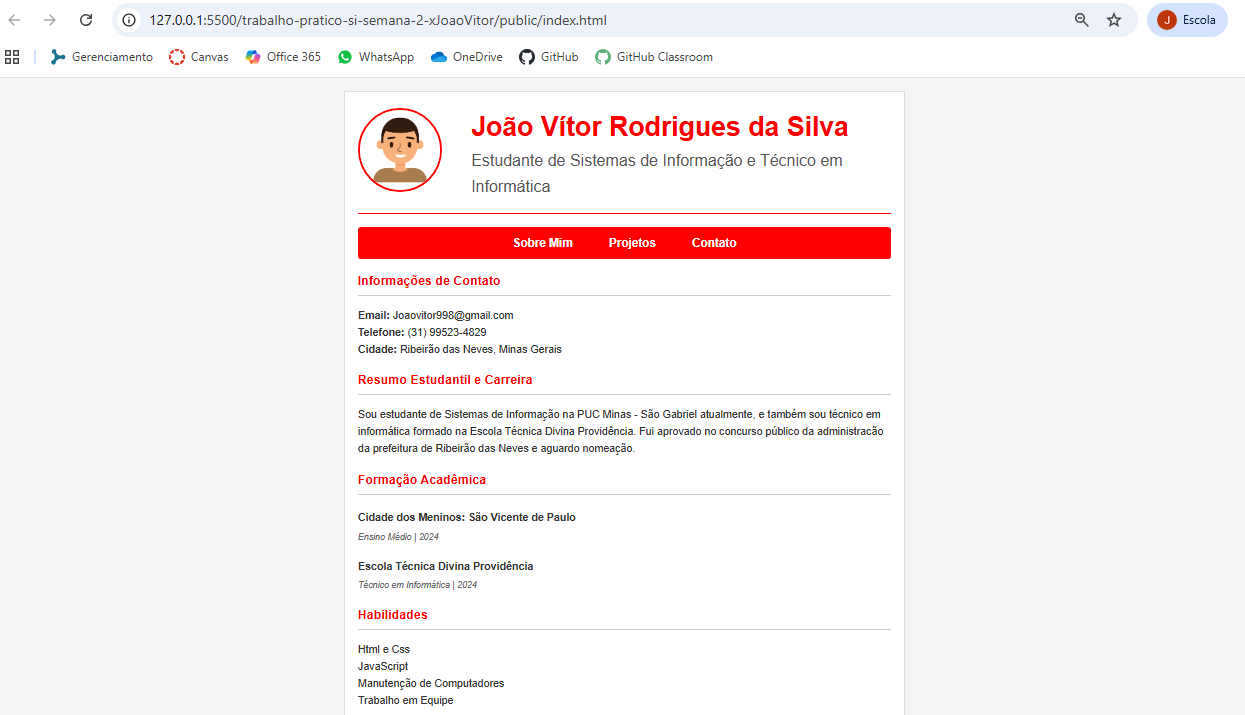 127.0.0.1:5500/trabalho-pratico-si-semana-2-xJoaoVitor/public/index.html
J Escola
Gerenciamento Canvas Office 365 WhatsApp OneDrive GitHub GitHub Classroom
João Vítor Rodrigues da Silva
Estudante de Sistemas de Informação e Técnico em
Informática
Sobre Mim Projetos Contato
Informações de Contato
Email: Joaovitor998@gmail.com
Telefone: (31) 99523-4829
Cidade: Ribeirão das Neves, Minas Gerais
Resumo Estudantil e Carreira
Sou estudante de Sistemas de Informação na PUC Minas - São Gabriel atualmente, e também sou técnico em
informática formado na Escola Técnica Divina Providência. Fui aprovado no concurso público da administracão
da prefeitura de Ribeirão das Neves e aguardo nomeação.
Formação Acadêmica
Cidade dos Meninos: São Vicente de Paulo
Ensino Médio | 2024
Escola Técnica Divina Providência
Técnico em Informática | 2024
Habilidades
Html e Css
JavaScript
Manutenção de Computadores
Trabalho em Equipe